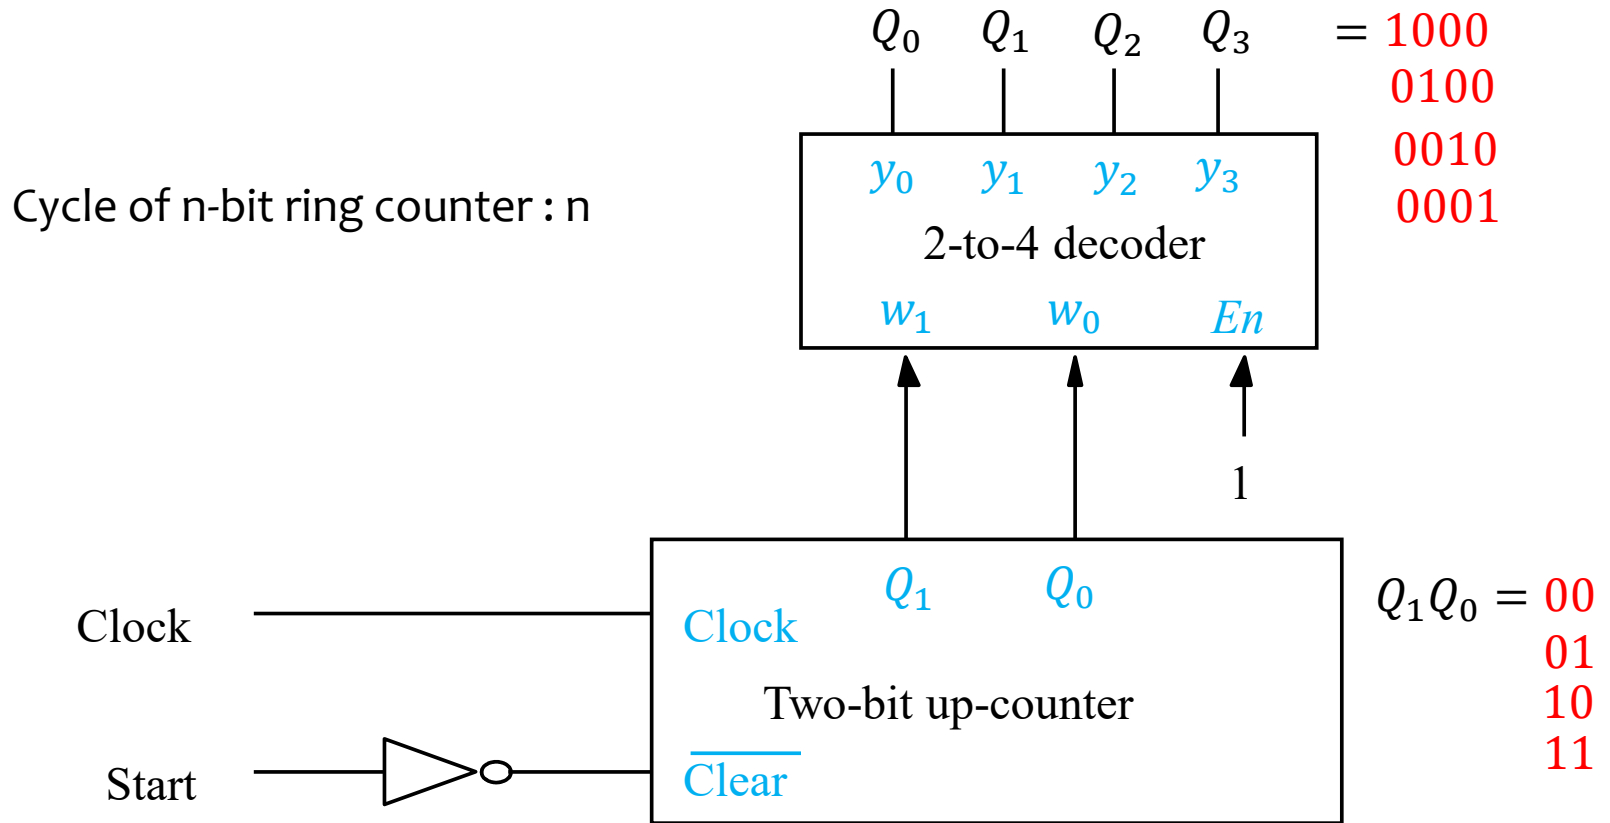 Q₀ Q₁ Q₂ Q₃ = 1000
0100
0010
0001
y₀ y₁ y₂ y₃
Cycle of n-bit ring counter : n
2-to-4 decoder
w₁ w₀ En
1
Q₁ Q₀
Q₁Q₀ = 00
01
10
11
Clock
Clock
Two-bit up-counter
Start
C̅l̅e̅a̅r̅